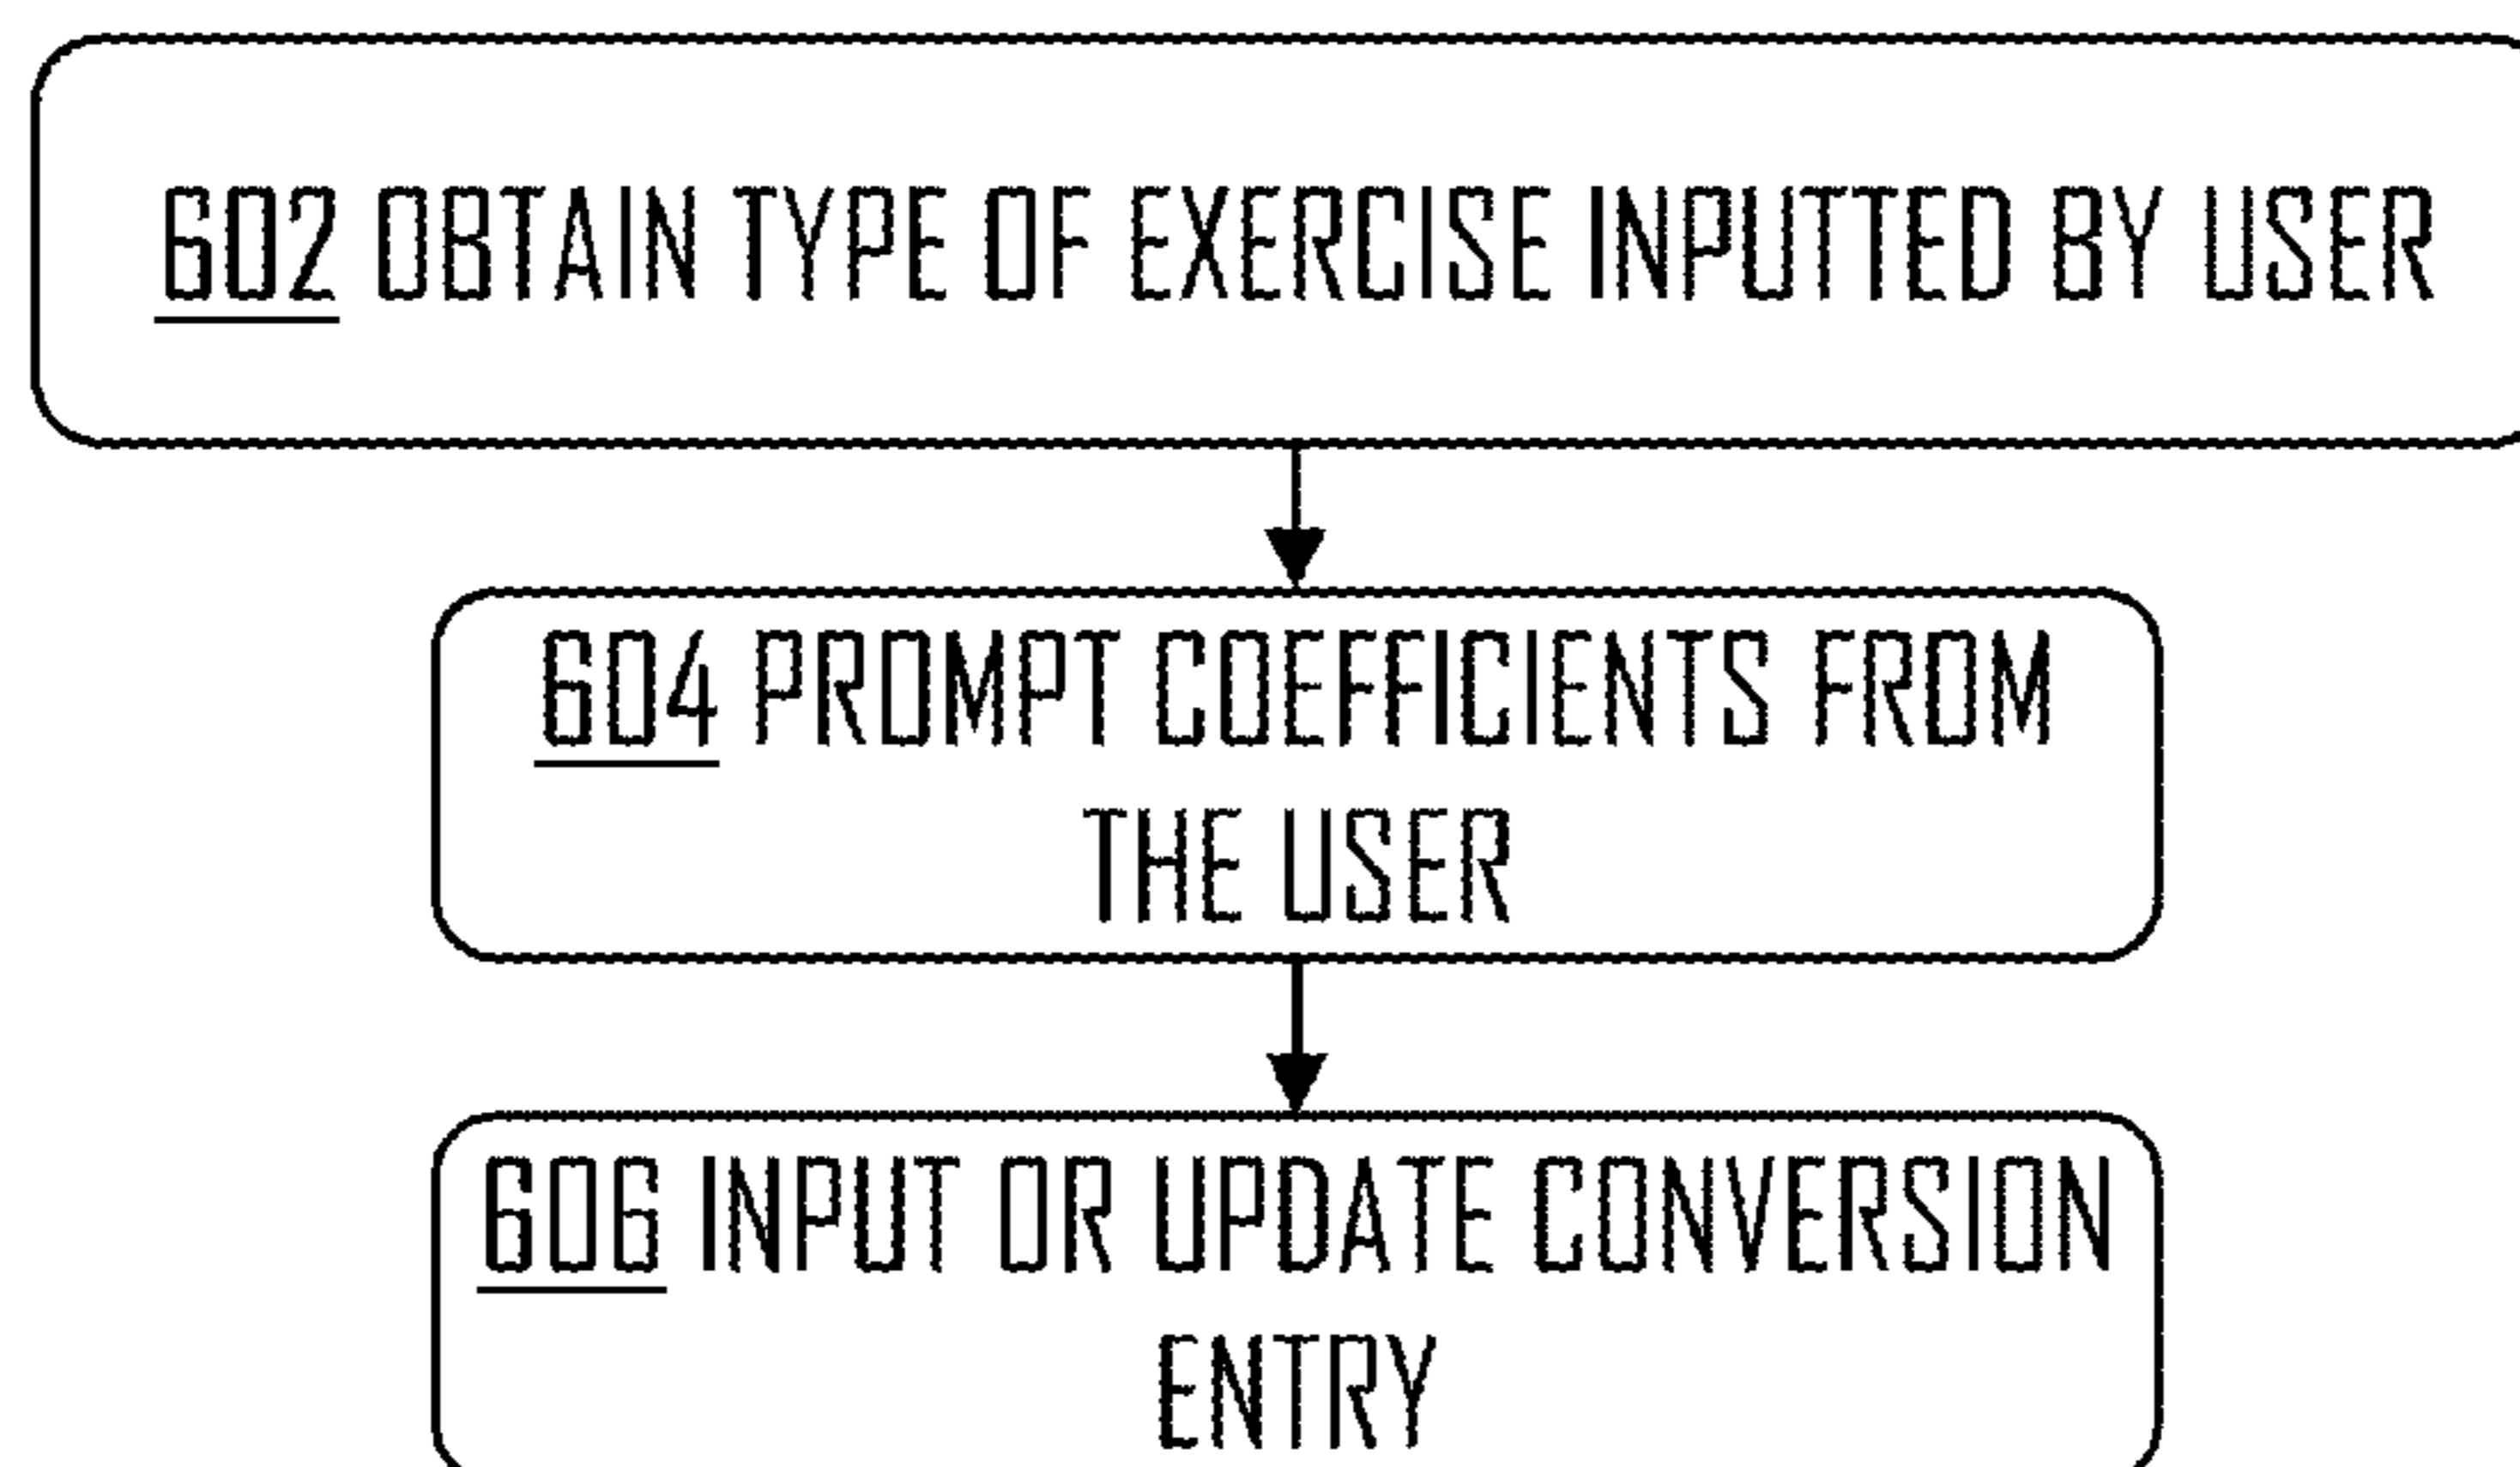 602 OBTAIN TYPE OF EXERCISE INPUTTED BY USER
604 PROMPT COEFFICIENTS FROM
THE USER
606 INPUT OR UPDATE CONVERSION
ENTRY